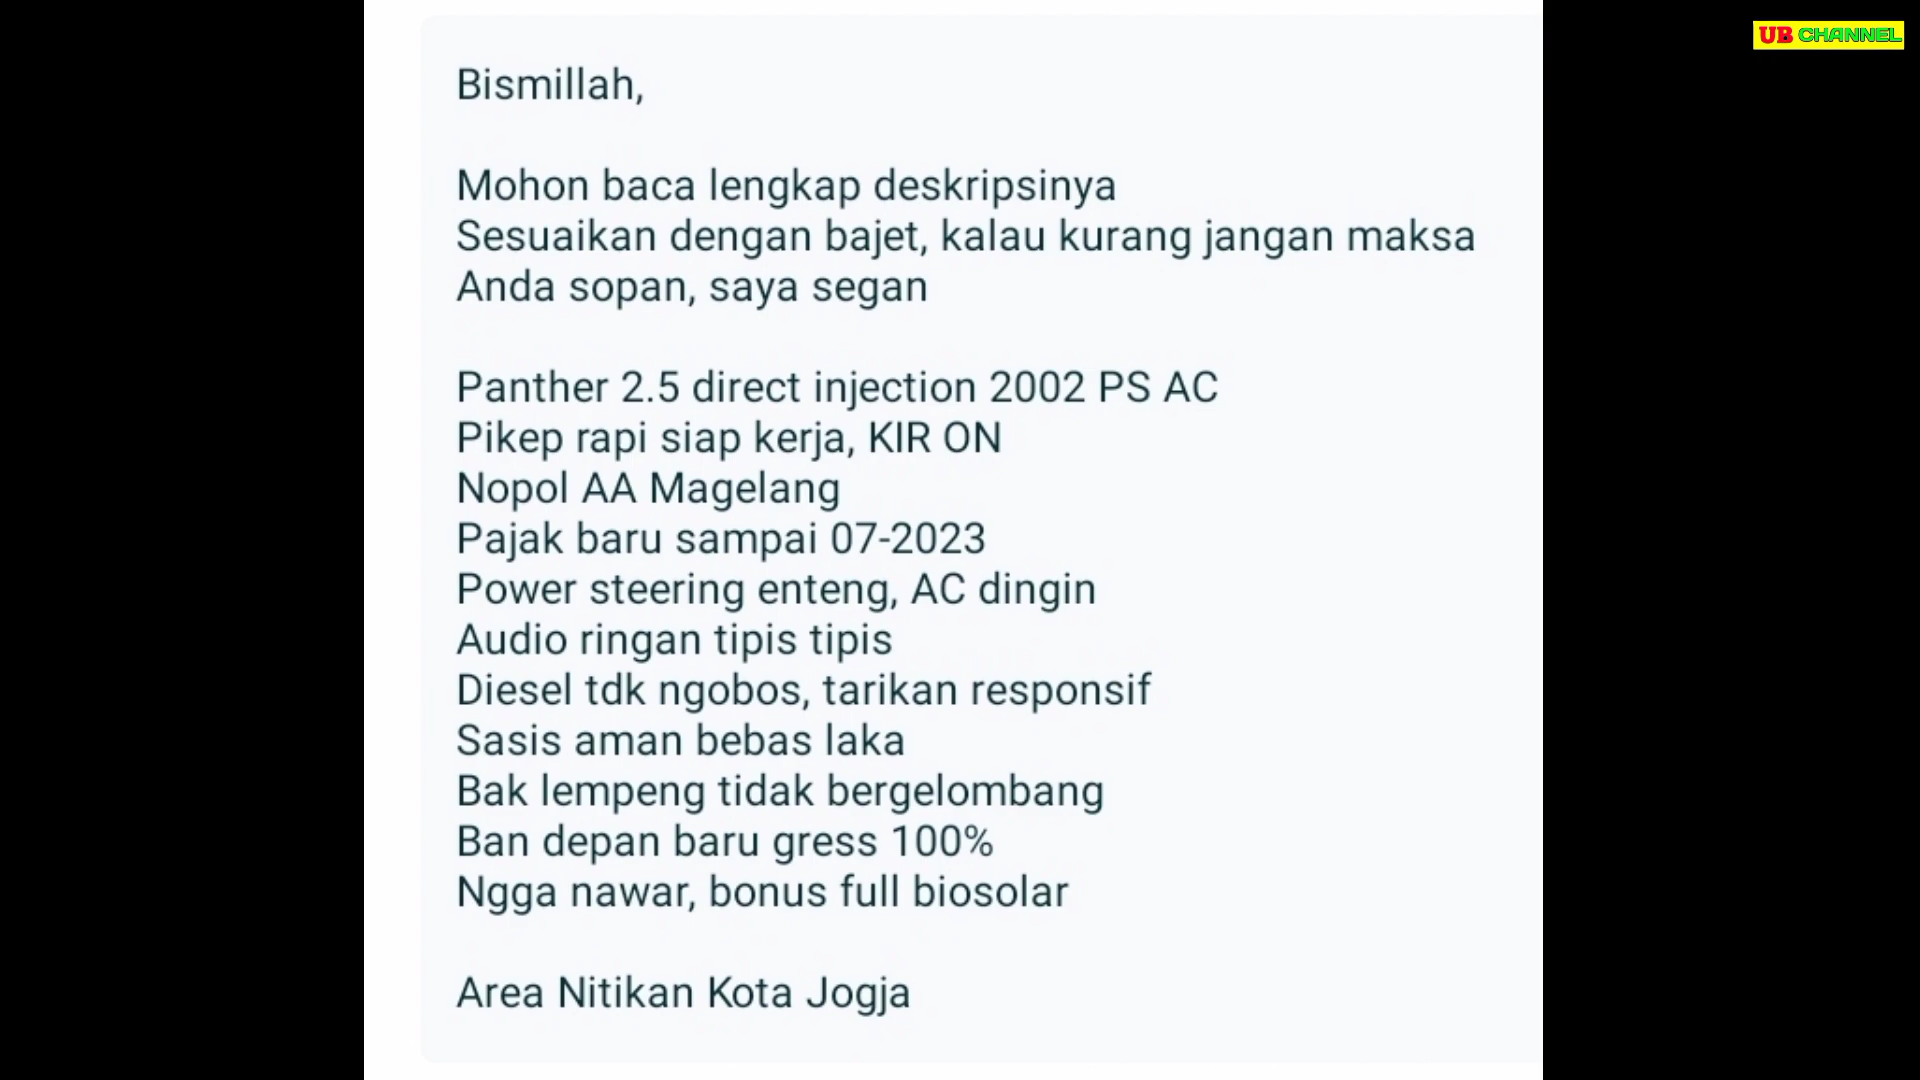 UB CHANNEL
Bismillah,
Mohon baca lengkap deskripsinya
Sesuaikan dengan bajet, kalau kurang jangan maksa
Anda sopan, saya segan
Panther 2.5 direct injection 2002 PS AC
Pikep rapi siap kerja, KIR ON
Nopol AA Magelang
Pajak baru sampai 07-2023
Power steering enteng, AC dingin
Audio ringan tipis tipis
Diesel tdk ngobos, tarikan responsif
Sasis aman bebas laka
Bak lempeng tidak bergelombang
Ban depan baru gress 100%
Ngga nawar, bonus full biosolar
Area Nitikan Kota Jogja